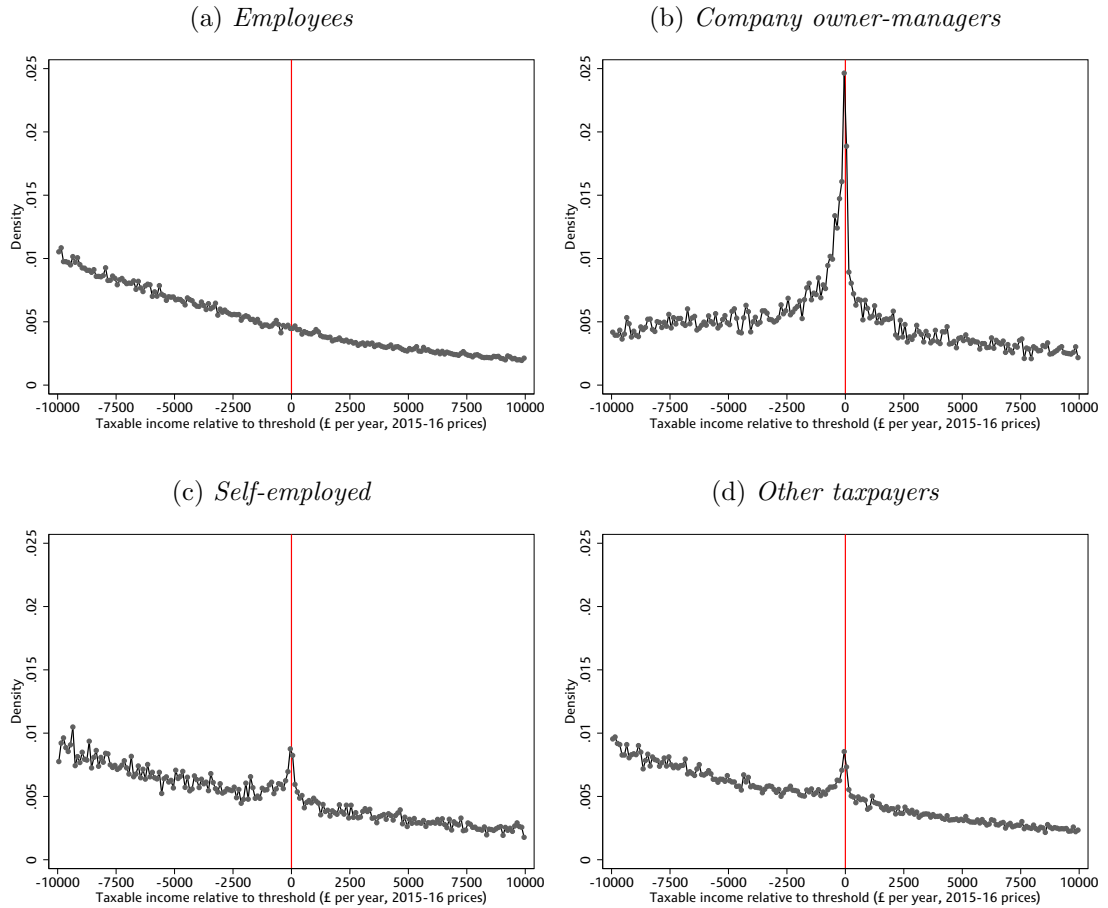 (a) Employees
(b) Company owner-managers
.025
.02
.015
.01
.005
0
Density
-10000 -7500 -5000 -2500 0 2500 5000 7500 10000
Taxable income relative to threshold (£ per year, 2015-16 prices)
.025
.02
.015
.01
.005
0
Density
-10000 -7500 -5000 -2500 0 2500 5000 7500 10000
Taxable income relative to threshold (£ per year, 2015-16 prices)
(c) Self-employed
(d) Other taxpayers
.025
.02
.015
.01
.005
0
Density
-10000 -7500 -5000 -2500 0 2500 5000 7500 10000
Taxable income relative to threshold (£ per year, 2015-16 prices)
.025
.02
.015
.01
.005
0
Density
-10000 -7500 -5000 -2500 0 2500 5000 7500 10000
Taxable income relative to threshold (£ per year, 2015-16 prices)